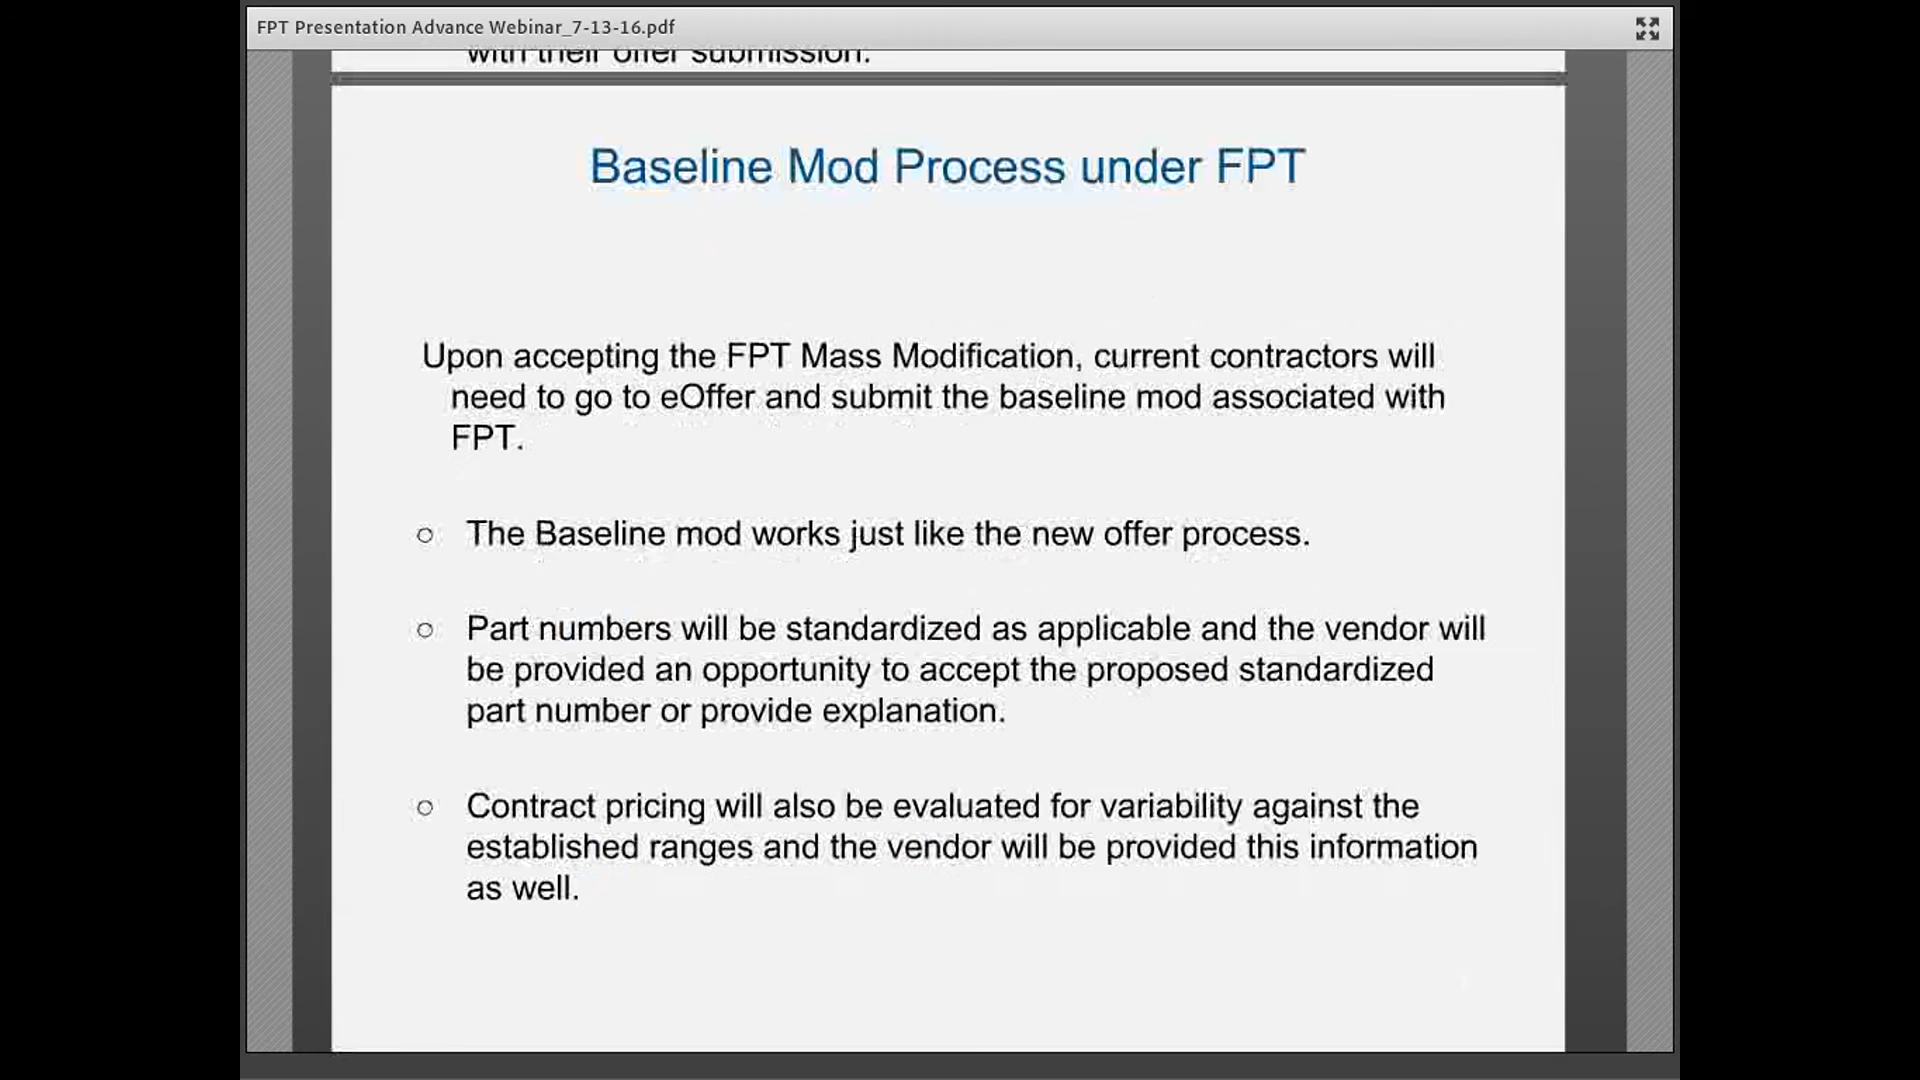 FPT Presentation Advance Webinar_7-13-16.pdf
with their offer submission.
Baseline Mod Process under FPT
Upon accepting the FPT Mass Modification, current contractors will
need to go to eOffer and submit the baseline mod associated with
FPT.
○ The Baseline mod works just like the new offer process.
○ Part numbers will be standardized as applicable and the vendor will
be provided an opportunity to accept the proposed standardized
part number or provide explanation.
○ Contract pricing will also be evaluated for variability against the
established ranges and the vendor will be provided this information
as well.